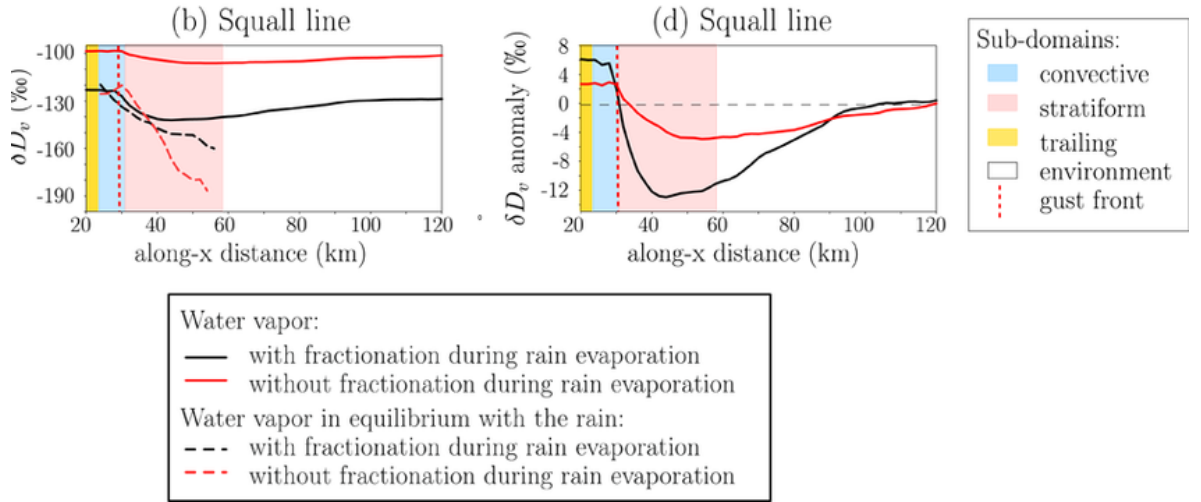 (b) Squall line
δDᵥ (‰)
-100
-130
-160
-190
20 40 60 80 100 120
along-x distance (km)
(d) Squall line
δDᵥ anomaly (‰)
8
4
0
-4
-8
-12
20 40 60 80 100 120
along-x distance (km)
Sub-domains:
convective
stratiform
trailing
environment
gust front
Water vapor:
with fractionation during rain evaporation
without fractionation during rain evaporation
Water vapor in equilibrium with the rain:
with fractionation during rain evaporation
without fractionation during rain evaporation